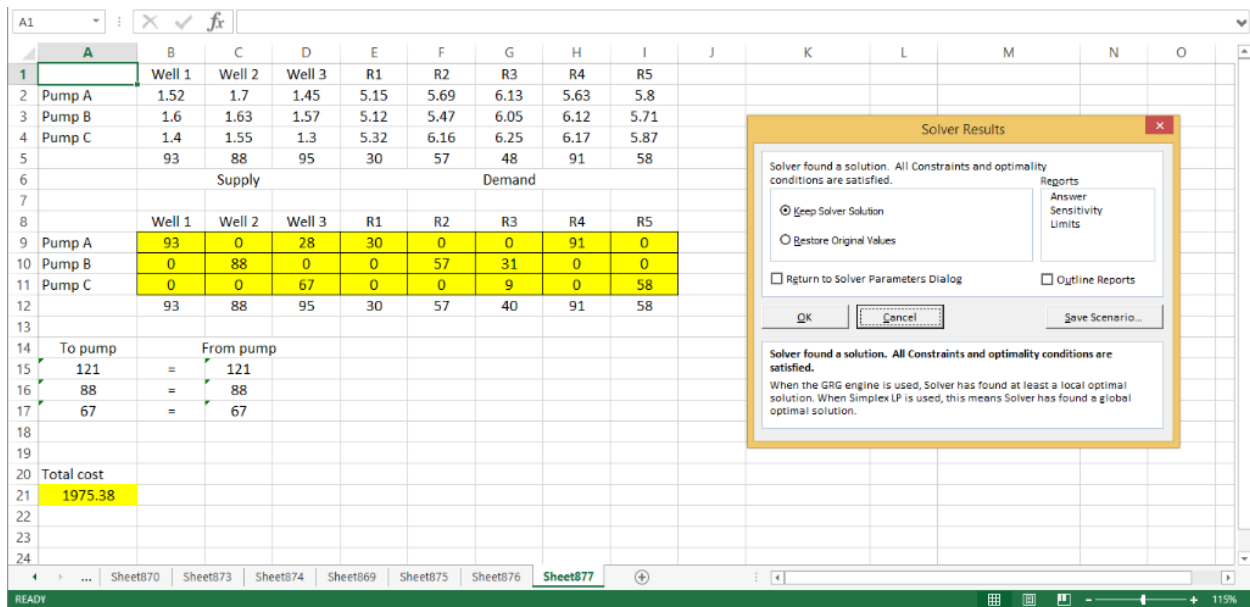 A1 fx
A B C D E F G H I J K L M N O
1 Well 1 Well 2 Well 3 R1 R2 R3 R4 R5
2 Pump A 1.52 1.7 1.45 5.15 5.69 6.13 5.63 5.8
3 Pump B 1.6 1.63 1.57 5.12 5.47 6.05 6.12 5.71
4 Pump C 1.4 1.55 1.3 5.32 6.16 6.25 6.17 5.87
5 93 88 95 30 57 48 91 58
6 Supply Demand
7
8 Well 1 Well 2 Well 3 R1 R2 R3 R4 R5
9 Pump A 93 0 28 30 0 0 91 0
10 Pump B 0 88 0 0 57 31 0 0
11 Pump C 0 0 67 0 0 9 0 58
12 93 88 95 30 57 40 91 58
13
14 To pump From pump
15 121 = 121
16 88 = 88
17 67 = 67
18
19
20 Total cost
21 1975.38
22
23
24
Solver Results
Solver found a solution. All Constraints and optimality
conditions are satisfied.
Reports
Answer
Sensitivity
Limits
Keep Solver Solution
Restore Original Values
Return to Solver Parameters Dialog
Outline Reports
OK Cancel Save Scenario...
Solver found a solution. All Constraints and optimality conditions are
satisfied.
When the GRG engine is used, Solver has found at least a local optimal
solution. When Simplex LP is used, this means Solver has found a global
optimal solution.
... Sheet870 Sheet873 Sheet874 Sheet869 Sheet875 Sheet876 Sheet877
READY 115%